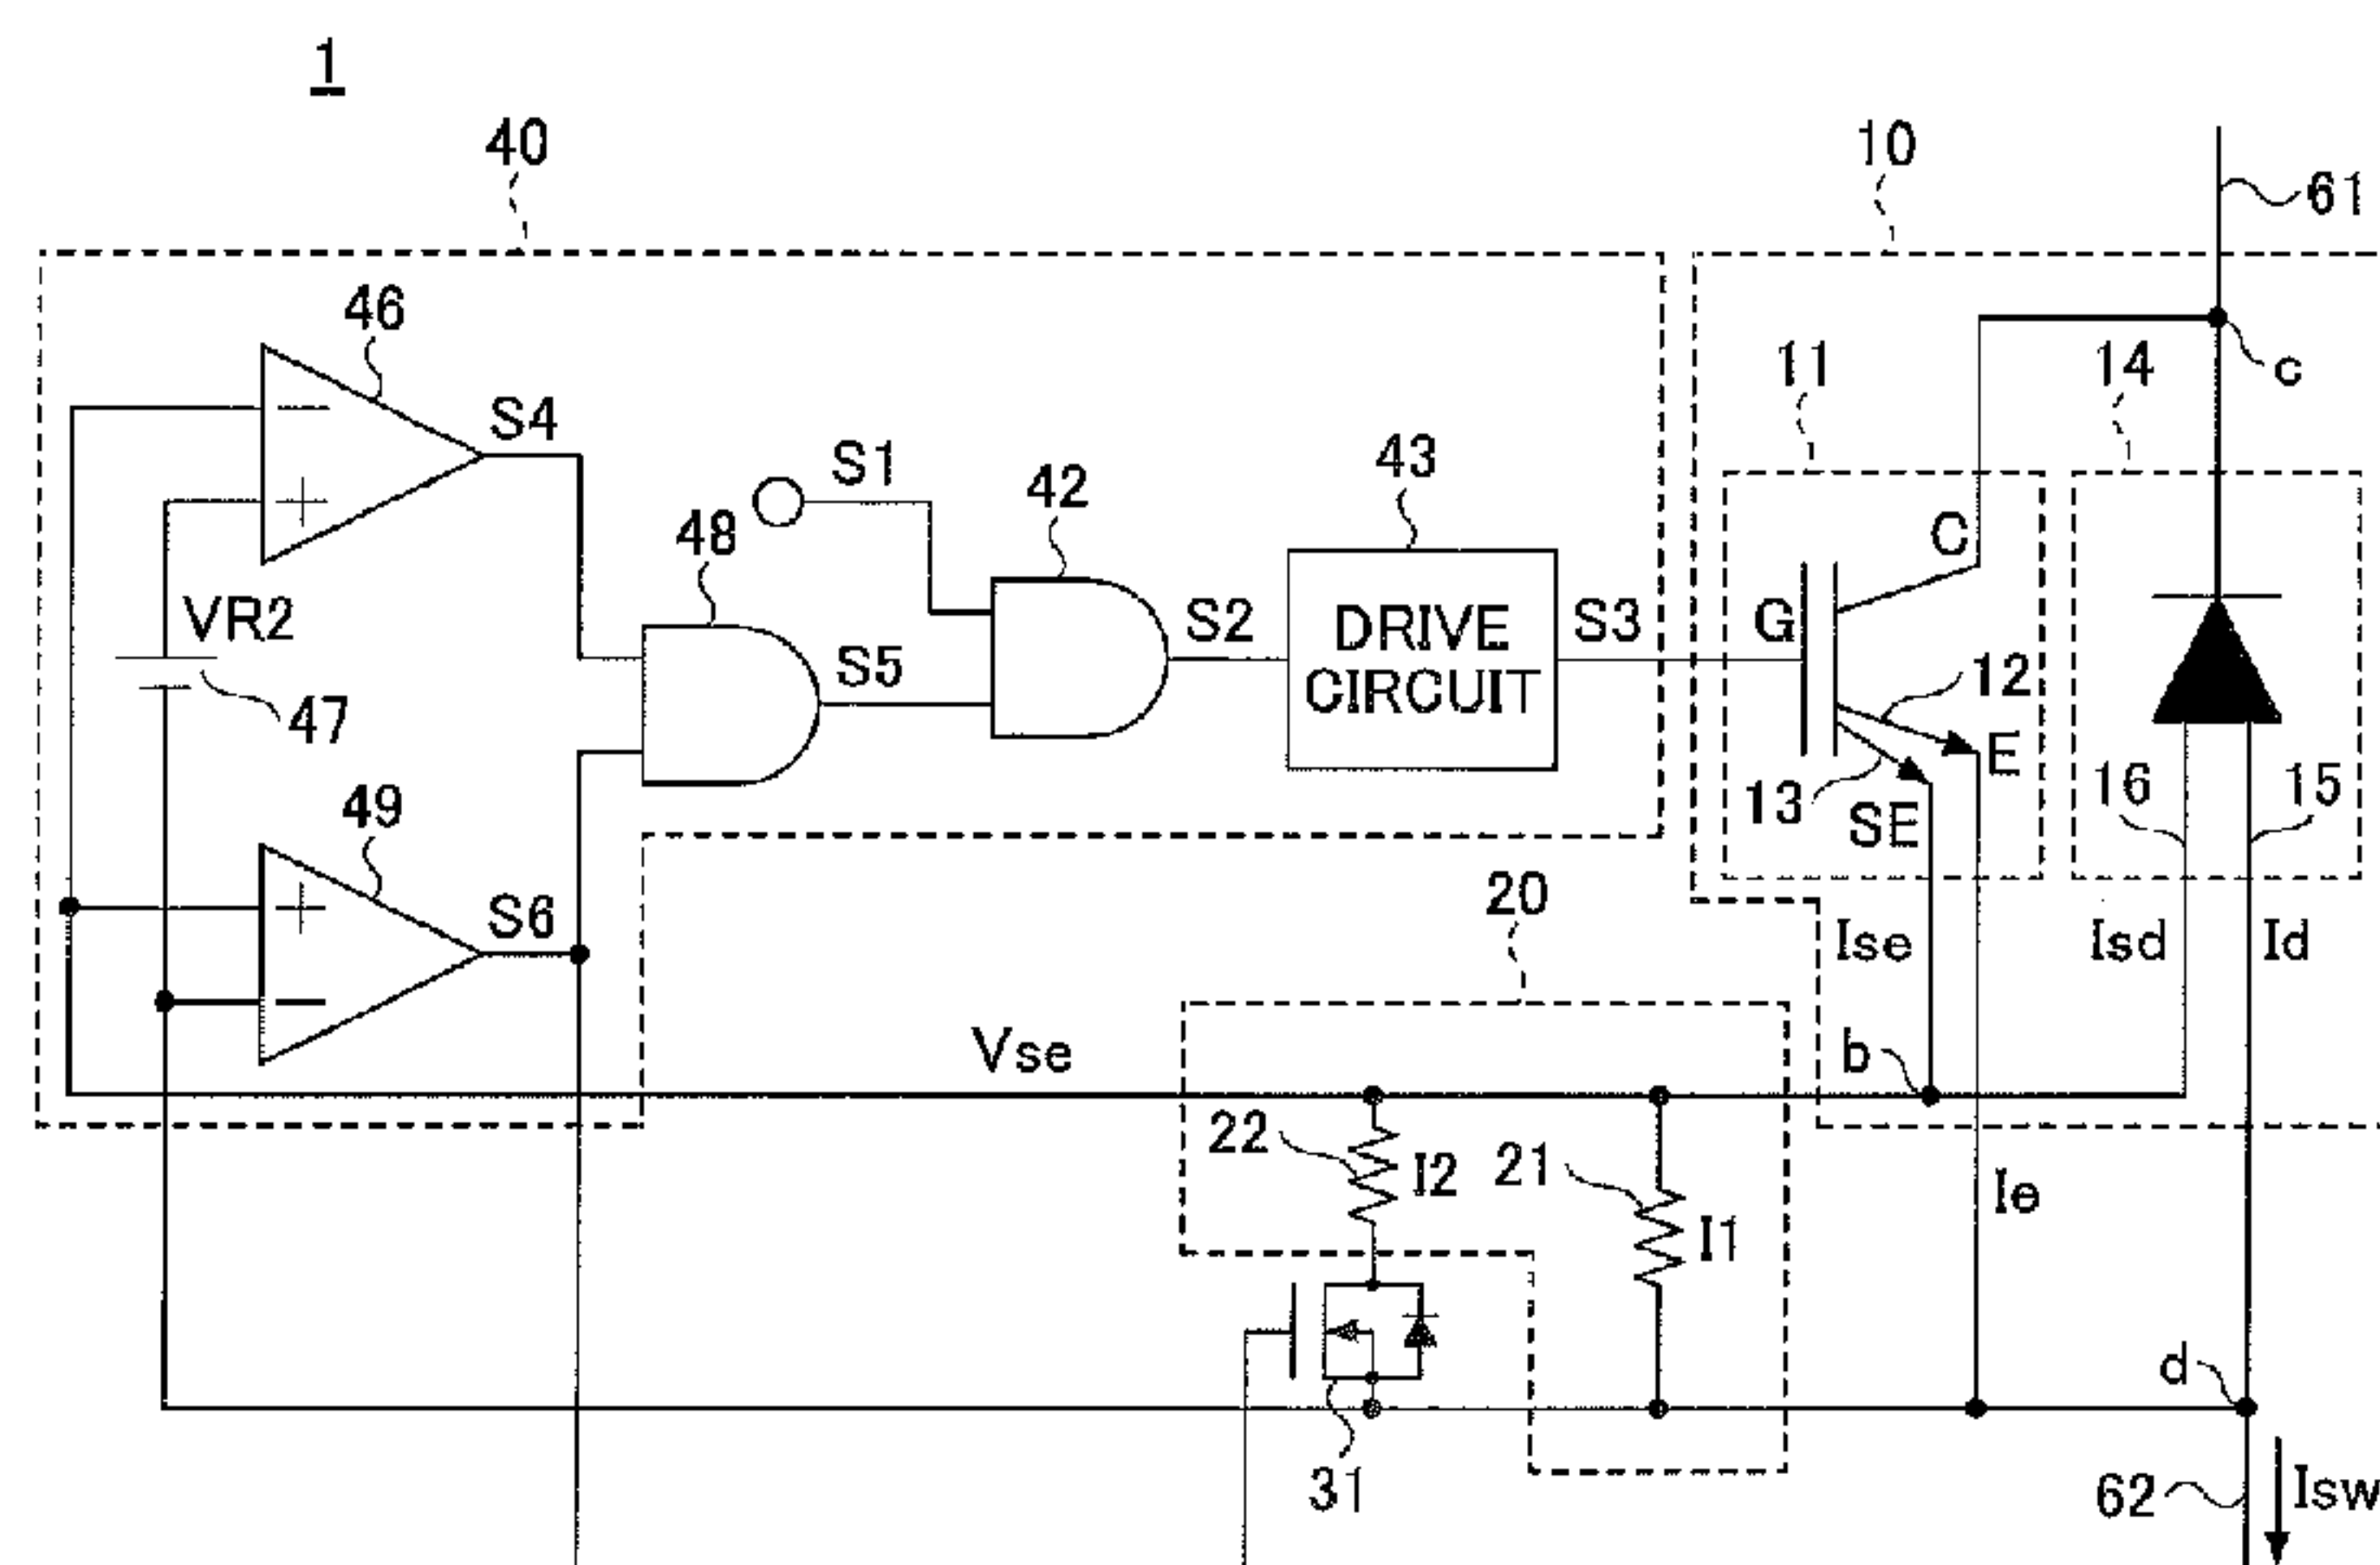 1
40
10
61
46
c
S4
S1
11
14
43
42
C
48
VR2
S2
DRIVE
CIRCUIT
S3
G
S5
12
47
E
49
13
16
15
SE
20
S6
Ise
Isd
Id
Vse
b
22
I2
21
Ie
I1
d
31
62
Isw